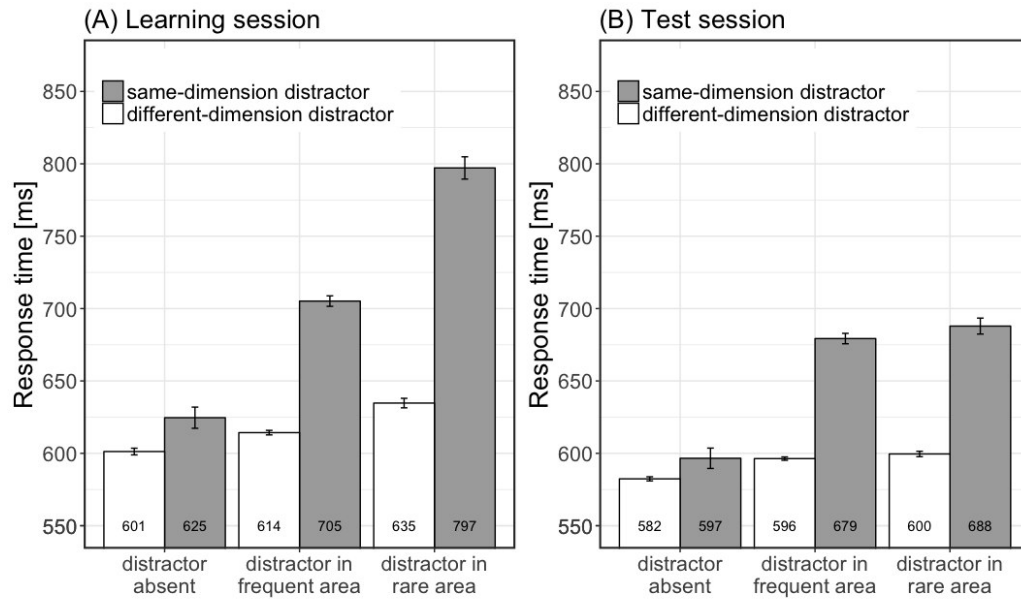 (A) Learning session
same-dimension distractor
different-dimension distractor
Response time [ms]
850
800
750
700
650
600
550
601
625
614
705
635
797
distractor
absent
distractor in
frequent area
distractor in
rare area
(B) Test session
same-dimension distractor
different-dimension distractor
Response time [ms]
850
800
750
700
650
600
550
582
597
596
679
600
688
distractor
absent
distractor in
frequent area
distractor in
rare area